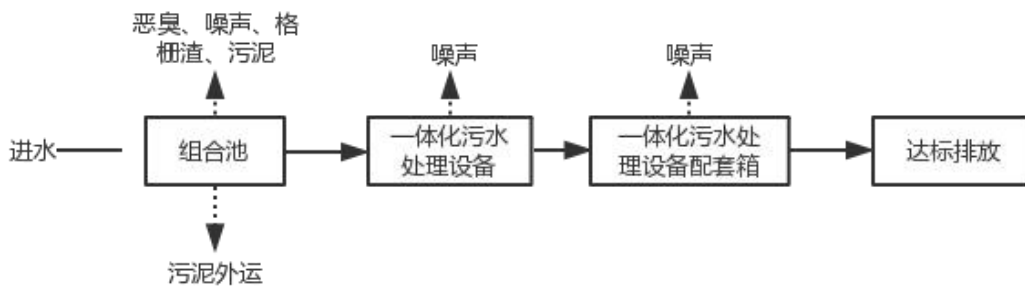 恶臭、噪声、格
栅渣、污泥
噪声
噪声
进水
组合池
一体化污水
处理设备
一体化污水处
理设备配套箱
达标排放
污泥外运